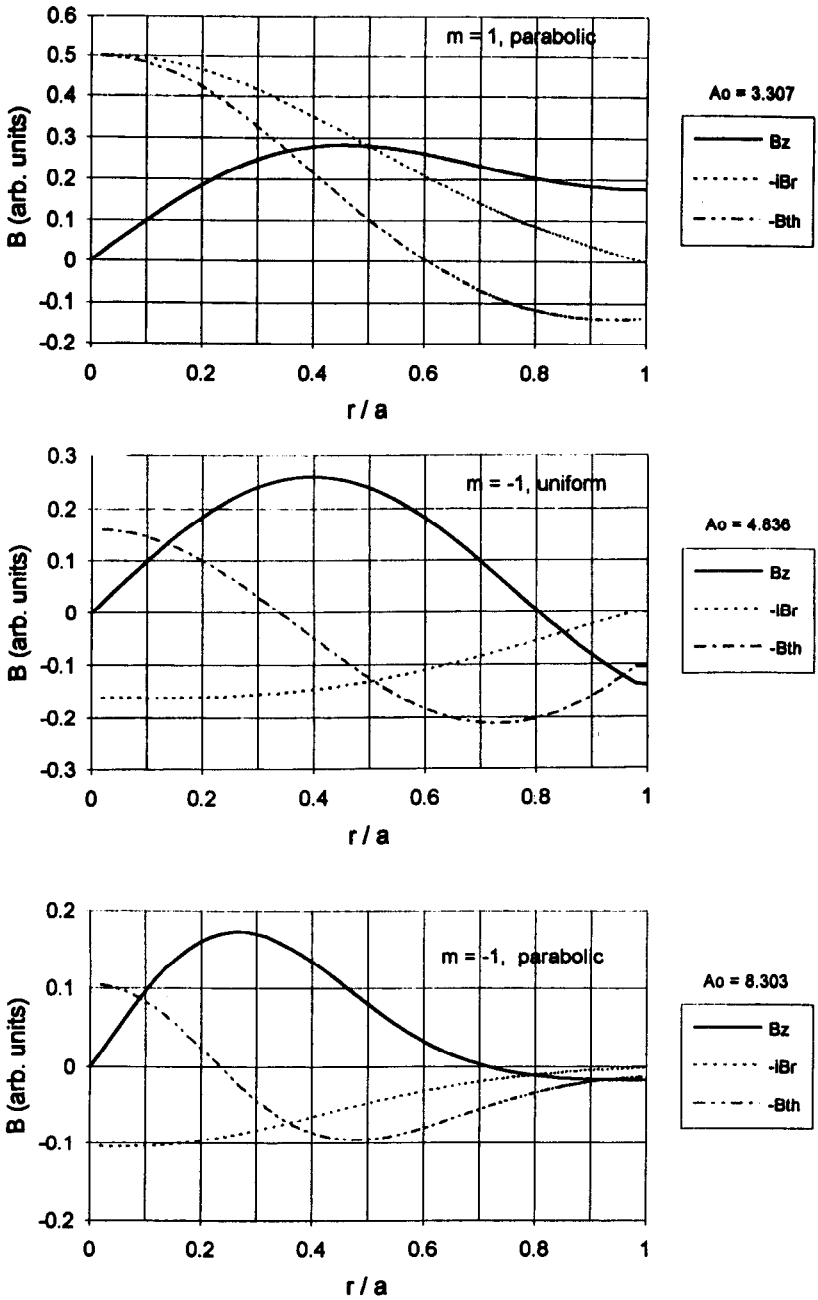 0.6
0.5
0.4
0.3
0.2
0.1
0
-0.1
-0.2
B (arb. units)
m = 1, parabolic
0 0.2 0.4 0.6 0.8 1
r / a
Ao = 3.307
Bz
-iBr
-Bth
0.3
0.2
0.1
0
-0.1
-0.2
-0.3
B (arb. units)
m = -1, uniform
0 0.2 0.4 0.6 0.8 1
r / a
Ao = 4.836
Bz
-iBr
-Bth
0.2
0.1
0
-0.1
-0.2
B (arb. units)
m = -1, parabolic
0 0.2 0.4 0.6 0.8 1
r / a
Ao = 8.303
Bz
-iBr
-Bth